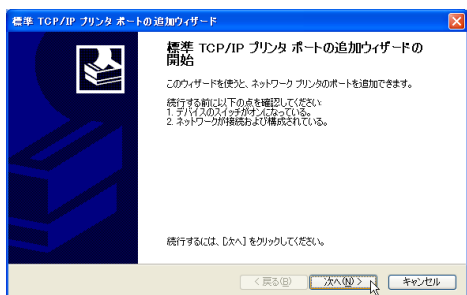 標準 TCP/IP プリンタ ポートの追加ウィザード
標準 TCP/IP プリンタ ポートの追加ウィザードの
開始
このウィザードを使うと、ネットワーク プリンタのポートを追加できます。
続行する前に以下の点を確認してください:
1. デバイスのスイッチがオンになっている。
2. ネットワークが接続および構成されている。
続行するには、[次へ] をクリックしてください。
< 戻る(B)
次へ(N) >
キャンセル